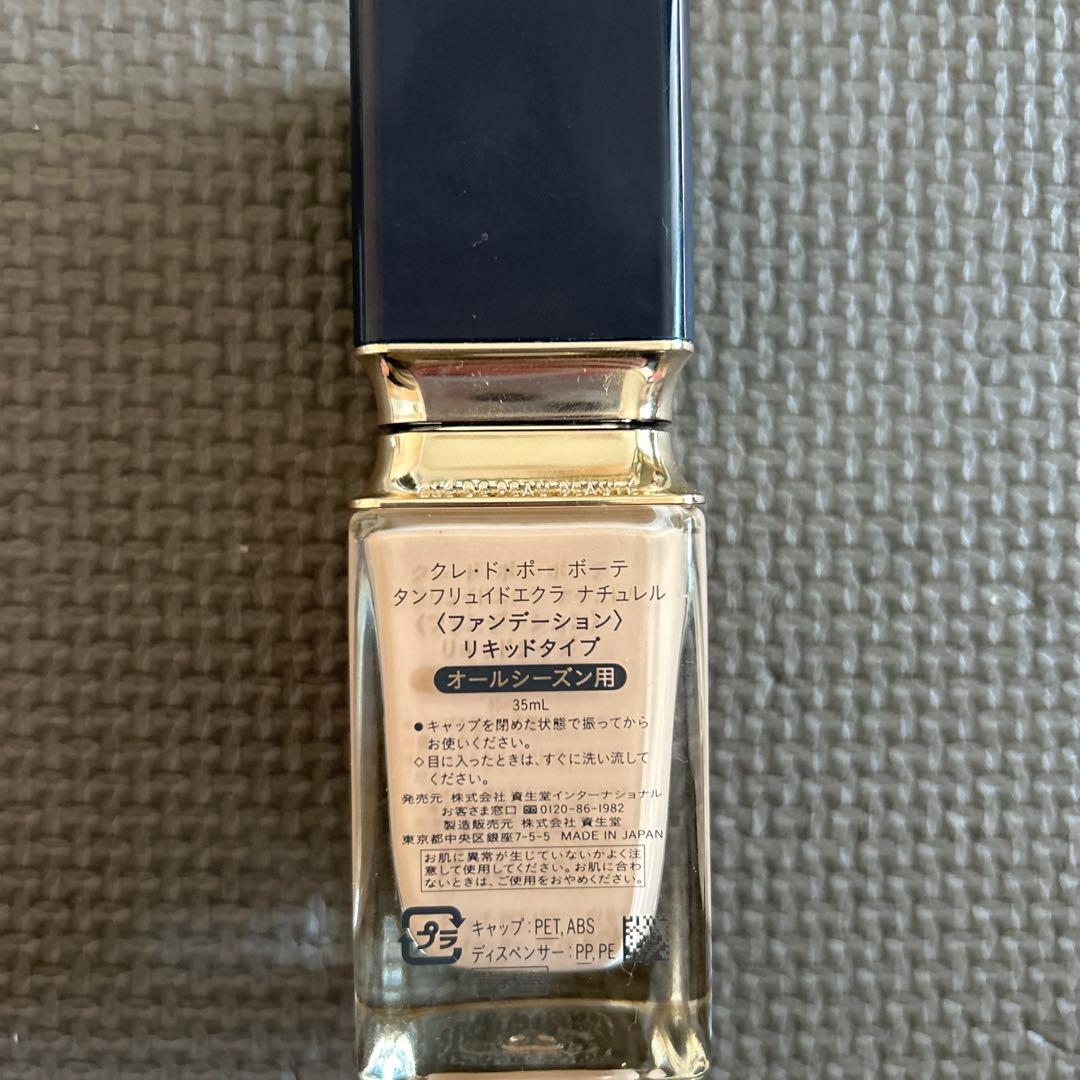 CLÉ DE PEAU BEAUTÉ
クレ・ド・ポー ボーテ
タンフリュイドエクラ ナチュレル
〈ファンデーション〉
リキッドタイプ
オールシーズン用
35mL
●キャップを閉めた状態で振ってから
お使いください。
◇目に入ったときは、すぐに洗い流して
ください。
発売元 株式会社 資生堂インターナショナル
お客さま窓口 0120-86-1982
製造販売元 株式会社 資生堂
東京都中央区銀座7-5-5 MADE IN JAPAN
お肌に異常が生じていないかよく注
意して使用してください。お肌に合わ
ないときは、ご使用をおやめください。
プラ
キャップ:PET, ABS
ディスペンサー:PP, PE